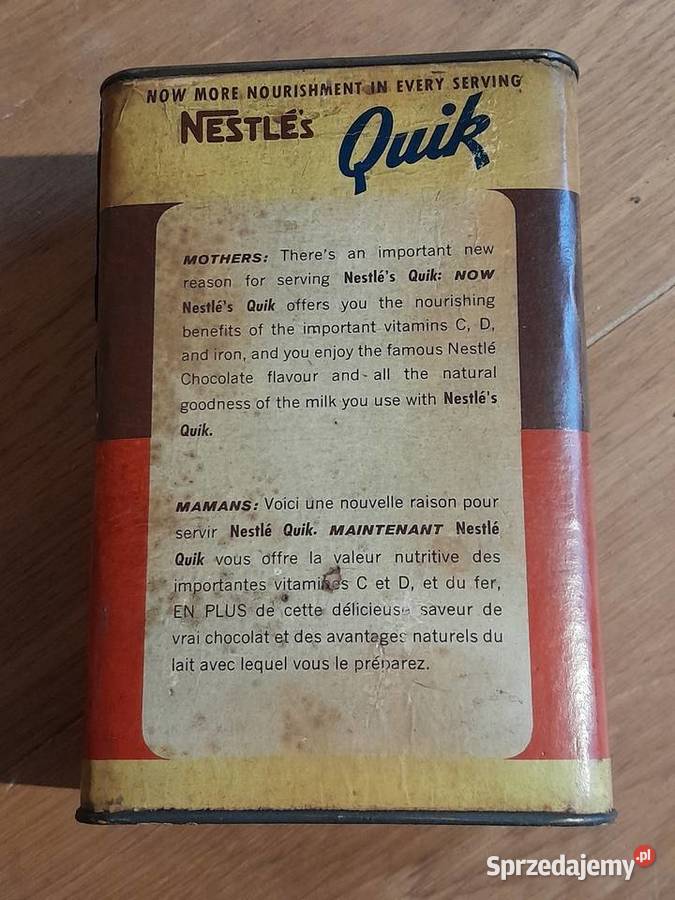 NOW MORE NOURISHMENT IN EVERY SERVING
NESTLÉ'S Quik
MOTHERS: There's an important new
reason for serving Nestlé's Quik: NOW
Nestlé's Quik offers you the nourishing
benefits of the important vitamins C, D,
and iron, and you enjoy the famous Nestlé
Chocolate flavour and all the natural
goodness of the milk you use with Nestlé's
Quik.
MAMANS: Voici une nouvelle raison pour
servir Nestlé Quik. MAINTENANT Nestlé
Quik vous offre la valeur nutritive des
importantes vitamines C et D, et du fer,
EN PLUS de cette délicieuse saveur de
vrai chocolat et des avantages naturels du
lait avec lequel vous le préparez.
Sprzedajemy.pl